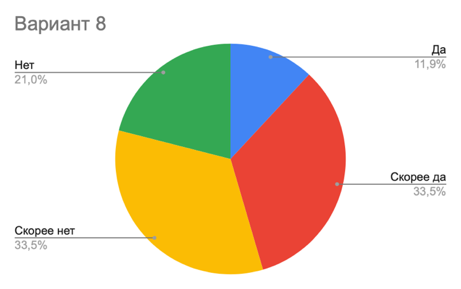 Вариант 8
Да
11,9%
Нет
21,0%
Скорее да
33,5%
Скорее нет
33,5%